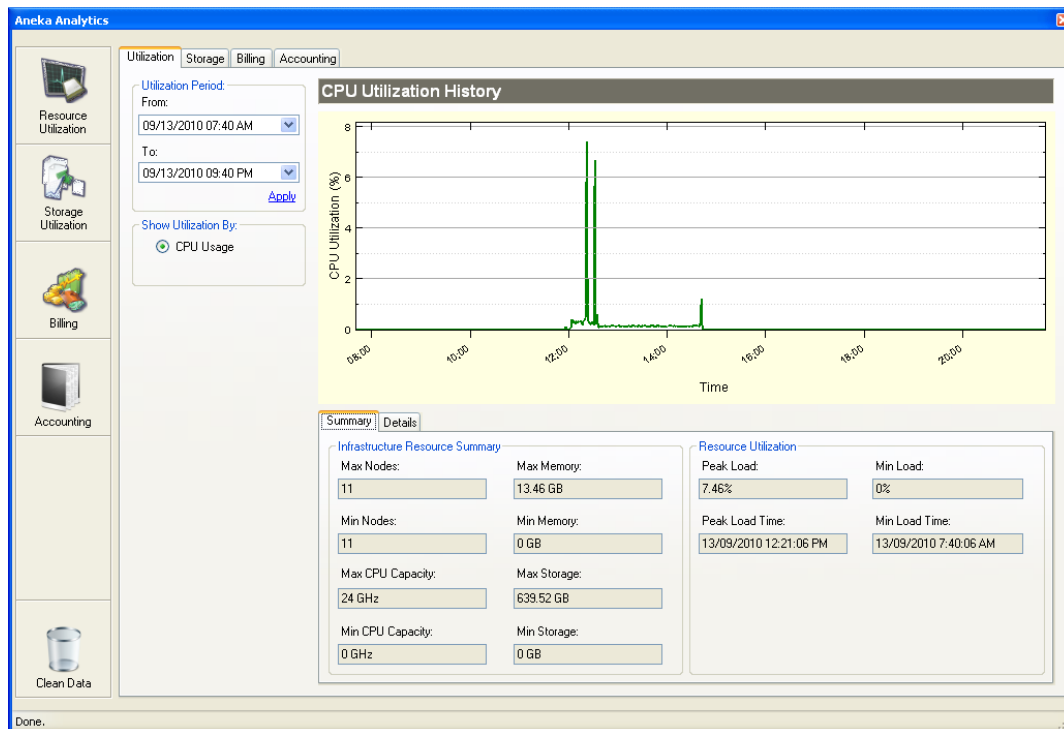 Aneka Analytics
Resource
Utilization
Storage
Utilization
Billing
Accounting
Clean Data
Utilization Storage Billing Accounting
Utilization Period:
From:
09/13/2010 07:40 AM
To:
09/13/2010 09:40 PM
Apply
Show Utilization By:
CPU Usage
CPU Utilization History
CPU Utilization (%)
8
6
4
2
0
08:00 10:00 12:00 14:00 16:00 18:00 20:00
Time
Summary Details
Infrastructure Resource Summary
Max Nodes: Max Memory:
11 13.46 GB
Min Nodes: Min Memory:
11 0 GB
Max CPU Capacity: Max Storage:
24 GHz 639.52 GB
Min CPU Capacity: Min Storage:
0 GHz 0 GB
Resource Utilization
Peak Load: Min Load:
7.46% 0%
Peak Load Time: Min Load Time:
13/09/2010 12:21:06 PM 13/09/2010 7:40:06 AM
Done.